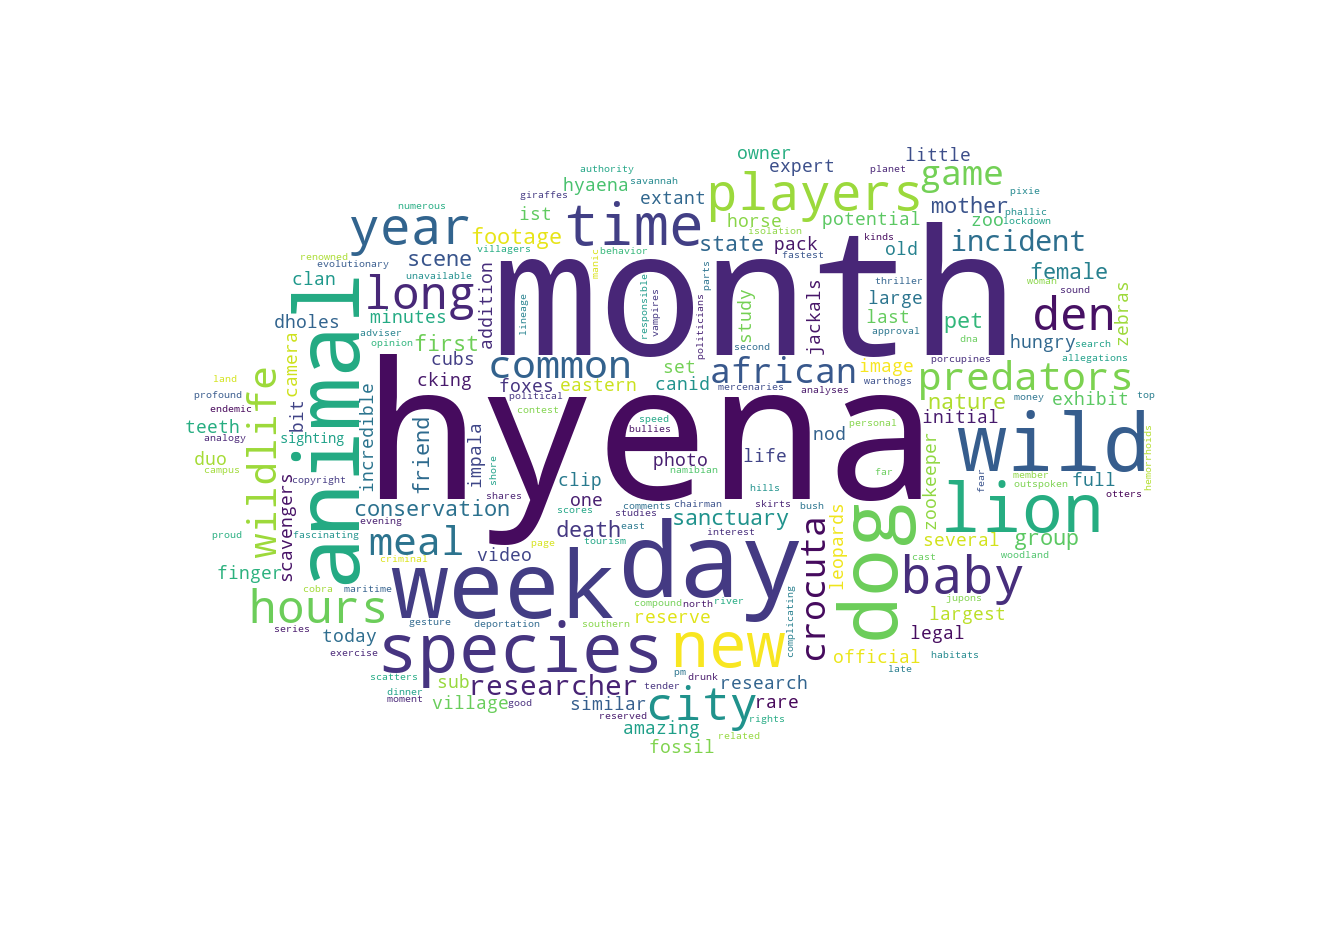 owner
little
expert
authority
planet
hyaena
savannah
game
giraffes
extant
players
mother
pixie
numerous
ist
time
horse
potential
zoo
phallic
lockdown
year
footage
state
pack
isolation
kinds
old
incident
villagers
behavior
fastest
renowned
scene
evolutionary
unavailable
manic
month
clan
long
addition
parts
thriller
female
woman
sound
lineage
responsible
vampires
study
jackals
large
den
zebras
minutes
politicians
last
pet
dholes
adviser
opinion
first
second
approval
dna
hungry
search
camera
cubs
common
set
african
image
porcupines
allegations
land
cking
foxes
eastern
canid
mercenaries
analyses
warthogs
predators
profound
political
nature
exhibit
money
top
endemic
wildlife
animal
bit
incredible
friend
contest
speed
bullies
hyena
personal
initial
teeth
analogy
sighting
impala
nod
wild
hemorrhoids
duo
campus
photo
life
zookeeper
namibian
far
fear
member
outspoken
full
copyright
shore
clip
hills
otters
scavengers
shares
one
comments
chairman
skirts
bush
lion
conservation
scores
studies
sanctuary
evening
death
east
interest
crocuta
dog
leopards
proud
fascinating
meal
tourism
several
group
video
page
cast
woodland
finger
criminal
week
day
baby
cobra
maritime
hours
compound
north
river
jupons
reserve
largest
gesture
deportation
southern
complicating
series
today
species
new
legal
exercise
official
habitats
late
scatters
sub
researcher
pm
drunk
tender
research
dinner
moment
village
good
similar
reserved
city
rare
rights
amazing
related
fossil